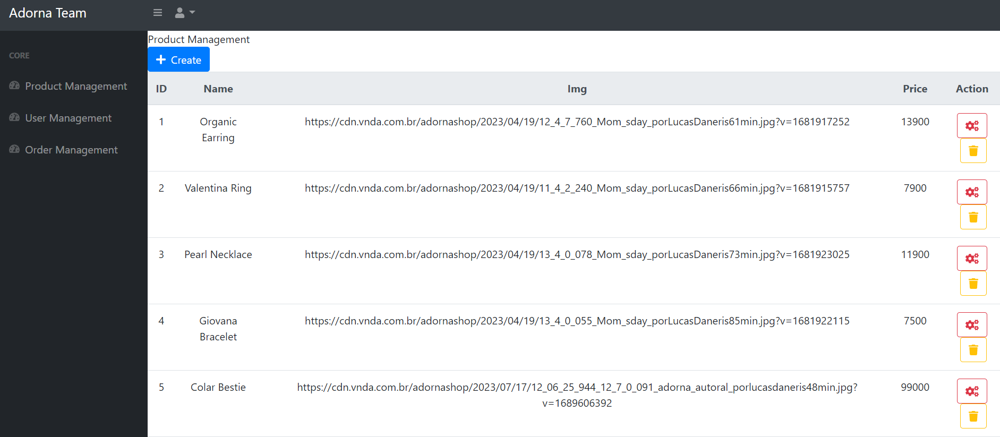 Adorna Team
CORE
Product Management
User Management
Order Management
Product Management
Create
ID Name Img Price Action
1 Organic Earring https://cdn.vnda.com.br/adornashop/2023/04/19/12_4_7_760_Mom_sday_porLucasDaneris61min.jpg?v=1681917252 13900
2 Valentina Ring https://cdn.vnda.com.br/adornashop/2023/04/19/11_4_2_240_Mom_sday_porLucasDaneris66min.jpg?v=1681915757 7900
3 Pearl Necklace https://cdn.vnda.com.br/adornashop/2023/04/19/13_4_0_078_Mom_sday_porLucasDaneris73min.jpg?v=1681923025 11900
4 Giovana Bracelet https://cdn.vnda.com.br/adornashop/2023/04/19/13_4_0_055_Mom_sday_porLucasDaneris85min.jpg?v=1681922115 7500
5 Colar Bestie https://cdn.vnda.com.br/adornashop/2023/07/17/12_06_25_944_12_7_0_091_adorna_autoral_porlucasdaneris48min.jpg?v=1689606392 99000